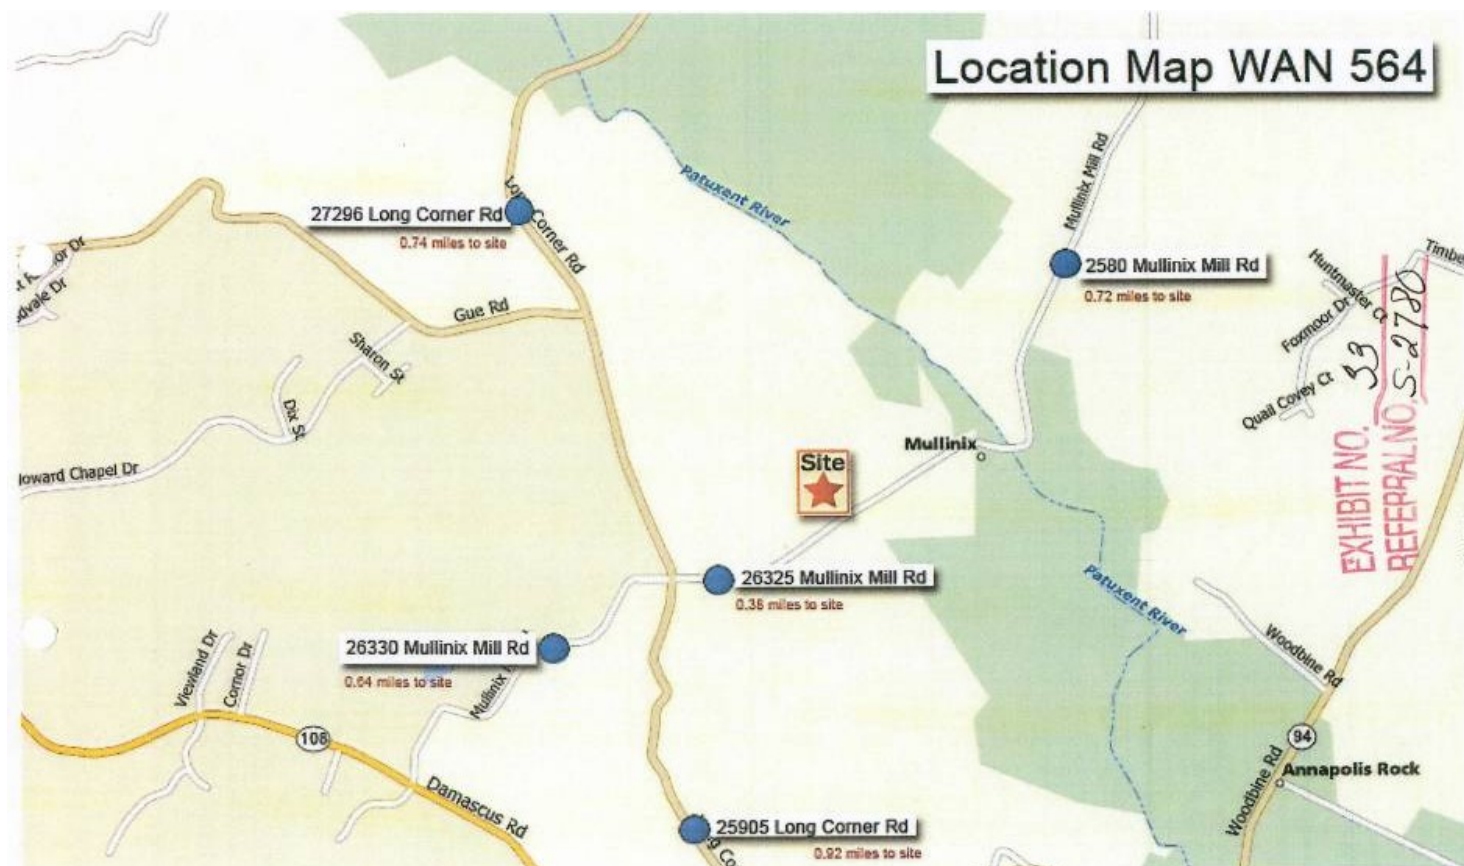 Location Map WAN 564
Patuxent River
Mullinix Mill Rd
27296 Long Corner Rd
0.74 miles to site
Corner Rd
2580 Mullinix Mill Rd
0.72 miles to site
Huntmaster Ct
Foxmoor Dr
Quail Covey Ct
EXHIBIT NO. 33
REFERRAL NO. S-2780
Gue Rd
Sharon St
Dix St
Mullinix
Site
26325 Mullinix Mill Rd
0.38 miles to site
Patuxent River
26330 Mullinix Mill Rd
0.64 miles to site
Mullinix
Viewland Dr
Comor Dr
Woodbine Rd
108
94
Annapolis Rock
Damascus Rd
Woodbine Rd
25905 Long Corner Rd
0.92 miles to site
Chapel Dr